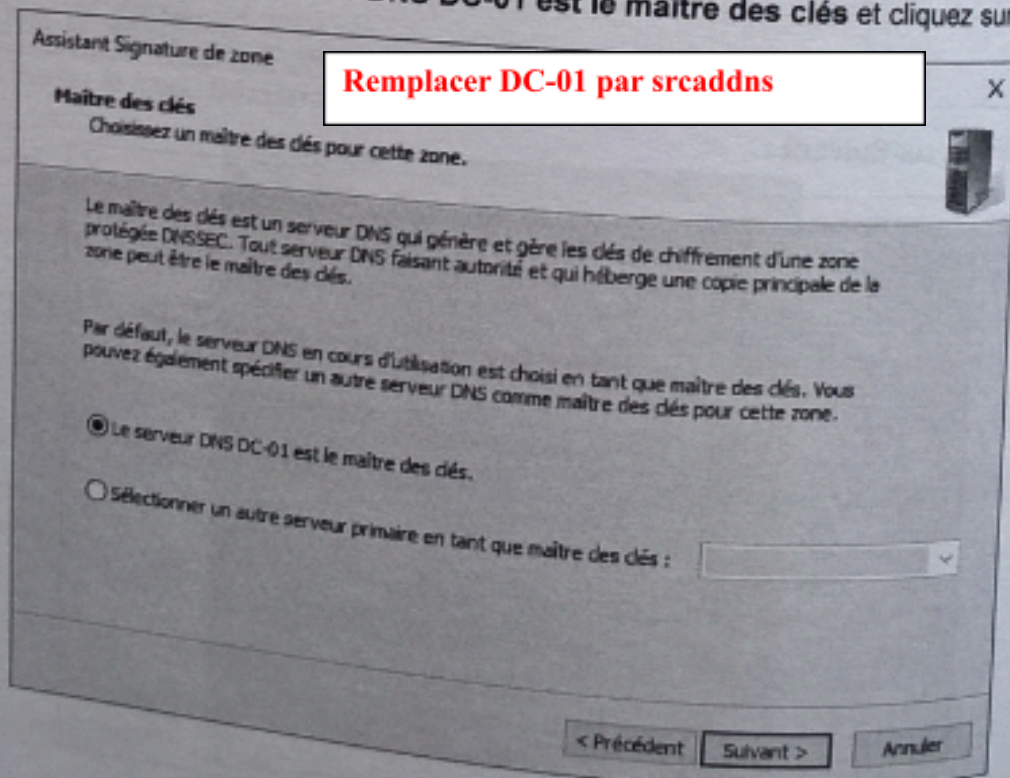 DNS DC-01 est le maître des clés et cliquez sur
Assistant Signature de zone
Remplacer DC-01 par srcaddns
X
Maître des clés
Choisissez un maître des clés pour cette zone.
Le maître des clés est un serveur DNS qui génère et gère les clés de chiffrement d'une zone
protégée DNSSEC. Tout serveur DNS faisant autorité et qui héberge une copie principale de la
zone peut être le maître des clés.
Par défaut, le serveur DNS en cours d'utilisation est choisi en tant que maître des clés. Vous
pouvez également spécifier un autre serveur DNS comme maître des clés pour cette zone.
Le serveur DNS DC-01 est le maître des clés.
Sélectionner un autre serveur primaire en tant que maître des clés :
< Précédent
Suivant >
Annuler